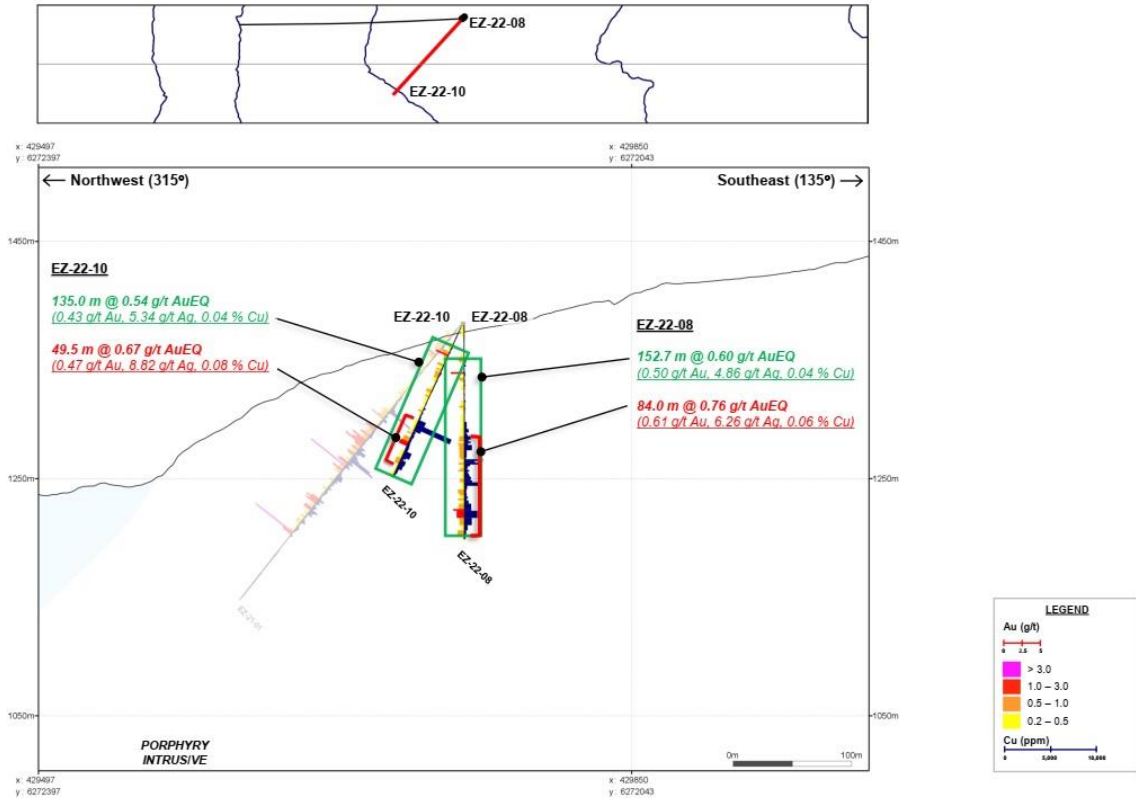 EZ-22-08
EZ-22-10
x: 429497
y: 6272397
x: 429850
y: 6272043
← Northwest (315º)
Southeast (135º) →
1450m
1450m
EZ-22-10
135.0 m @ 0.54 g/t AuEQ
(0.43 g/t Au, 5.34 g/t Ag, 0.04 % Cu)
49.5 m @ 0.67 g/t AuEQ
(0.47 g/t Au, 8.82 g/t Ag, 0.08 % Cu)
EZ-22-10
EZ-22-08
EZ-22-08
152.7 m @ 0.60 g/t AuEQ
(0.50 g/t Au, 4.86 g/t Ag, 0.04 % Cu)
84.0 m @ 0.76 g/t AuEQ
(0.61 g/t Au, 6.26 g/t Ag, 0.06 % Cu)
1250m
1250m
EZ-22-10
EZ-22-08
EZ-21-01
1050m
1050m
PORPHYRY
INTRUSIVE
0m
100m
x: 429497
y: 6272397
x: 429850
y: 6272043
LEGEND
Au (g/t)
0 2.5 5
> 3.0
1.0 – 3.0
0.5 – 1.0
0.2 – 0.5
Cu (ppm)
0 5,000 10,000